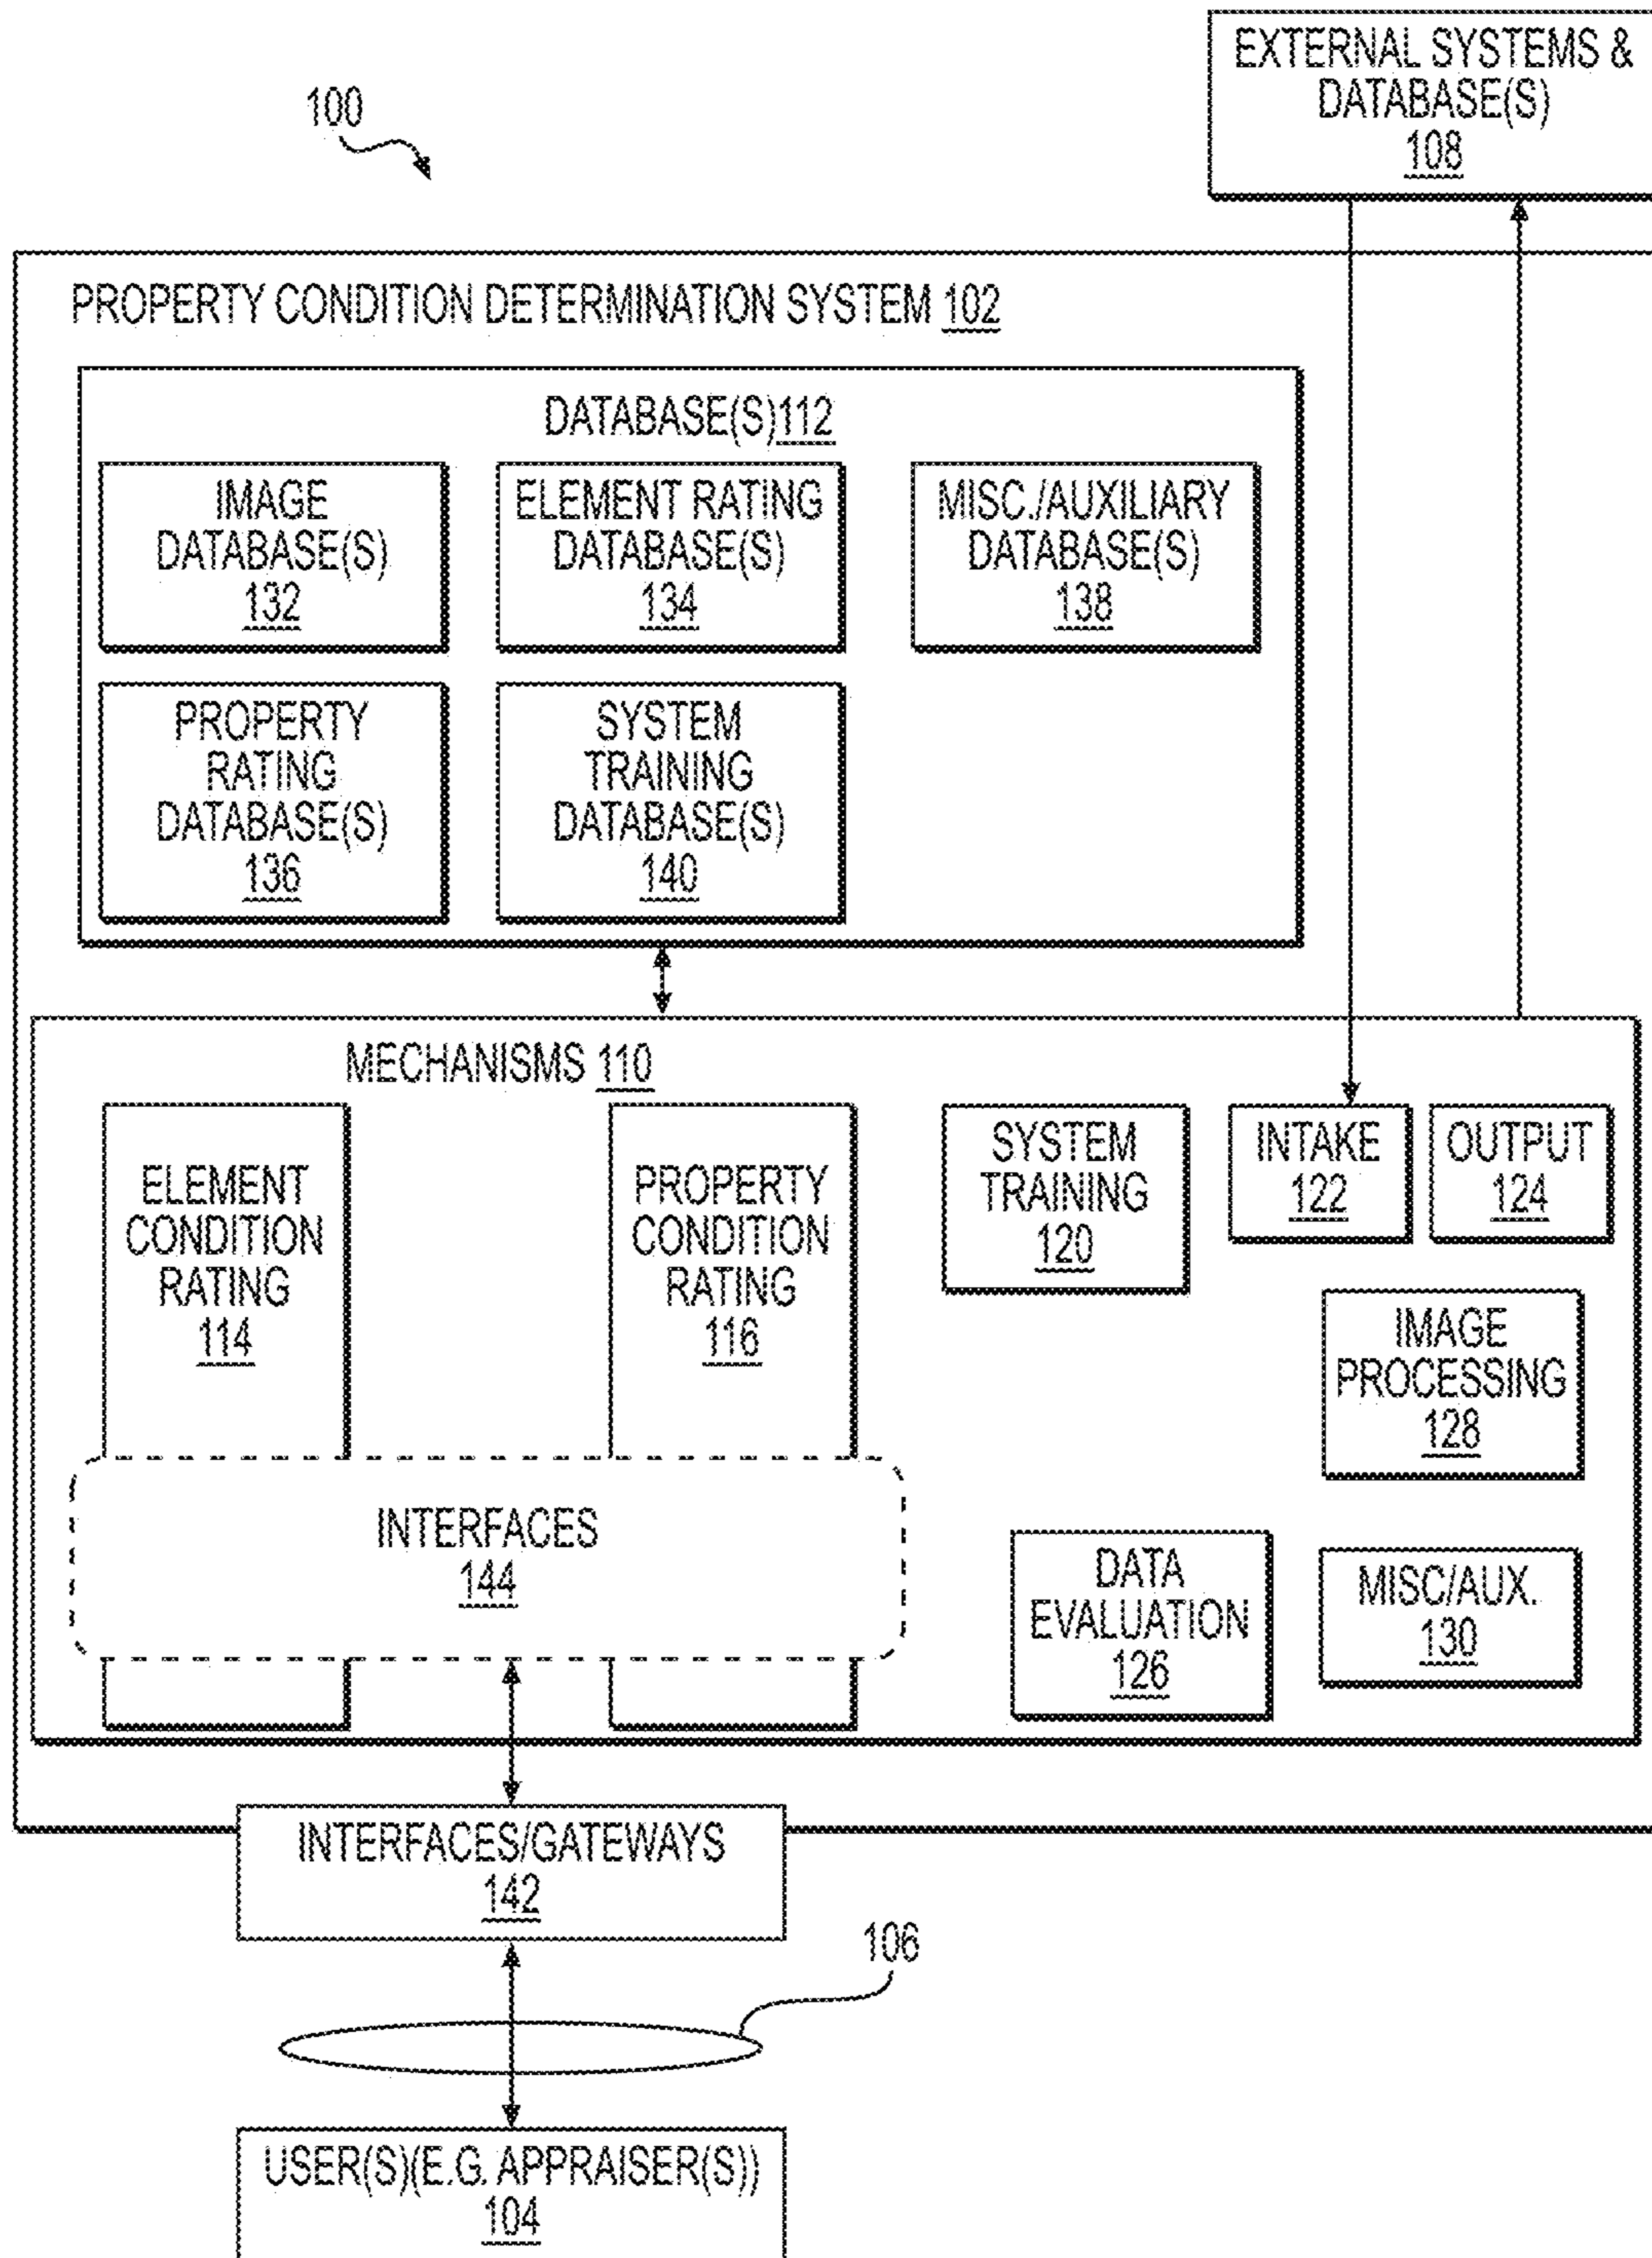 EXTERNAL SYSTEMS &
DATABASE(S)
108
100
PROPERTY CONDITION DETERMINATION SYSTEM 102
DATABASE(S)112
IMAGE
DATABASE(S)
132
ELEMENT RATING
DATABASE(S)
134
MISC./AUXILIARY
DATABASE(S)
138
PROPERTY
RATING
DATABASE(S)
136
SYSTEM
TRAINING
DATABASE(S)
140
MECHANISMS 110
ELEMENT
CONDITION
RATING
114
PROPERTY
CONDITION
RATING
116
SYSTEM
TRAINING
120
INTAKE
122
OUTPUT
124
IMAGE
PROCESSING
128
INTERFACES
144
DATA
EVALUATION
126
MISC/AUX.
130
INTERFACES/GATEWAYS
142
106
USER(S)(E.G. APPRAISER(S))
104